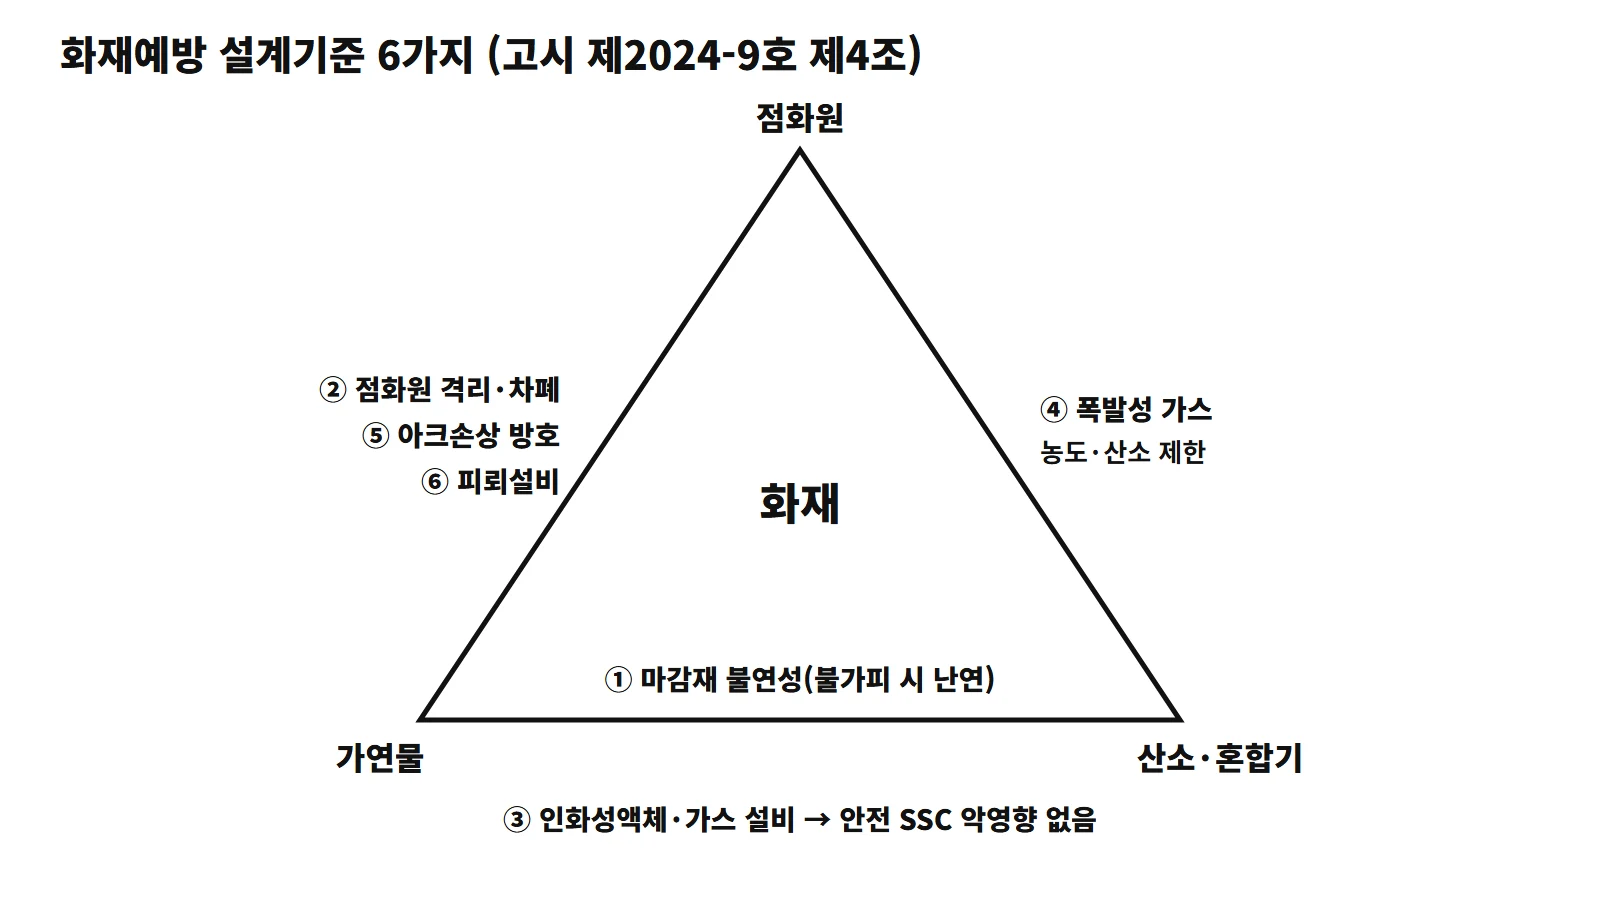 화재예방 설계기준 6가지 (고시 제2024-9호 제4조)
점화원
② 점화원 격리·차폐
⑤ 아크손상 방호
⑥ 피뢰설비
④ 폭발성 가스
농도·산소 제한
화재
① 마감재 불연성(불가피 시 난연)
가연물
산소·혼합기
③ 인화성액체·가스 설비 → 안전 SSC 악영향 없음